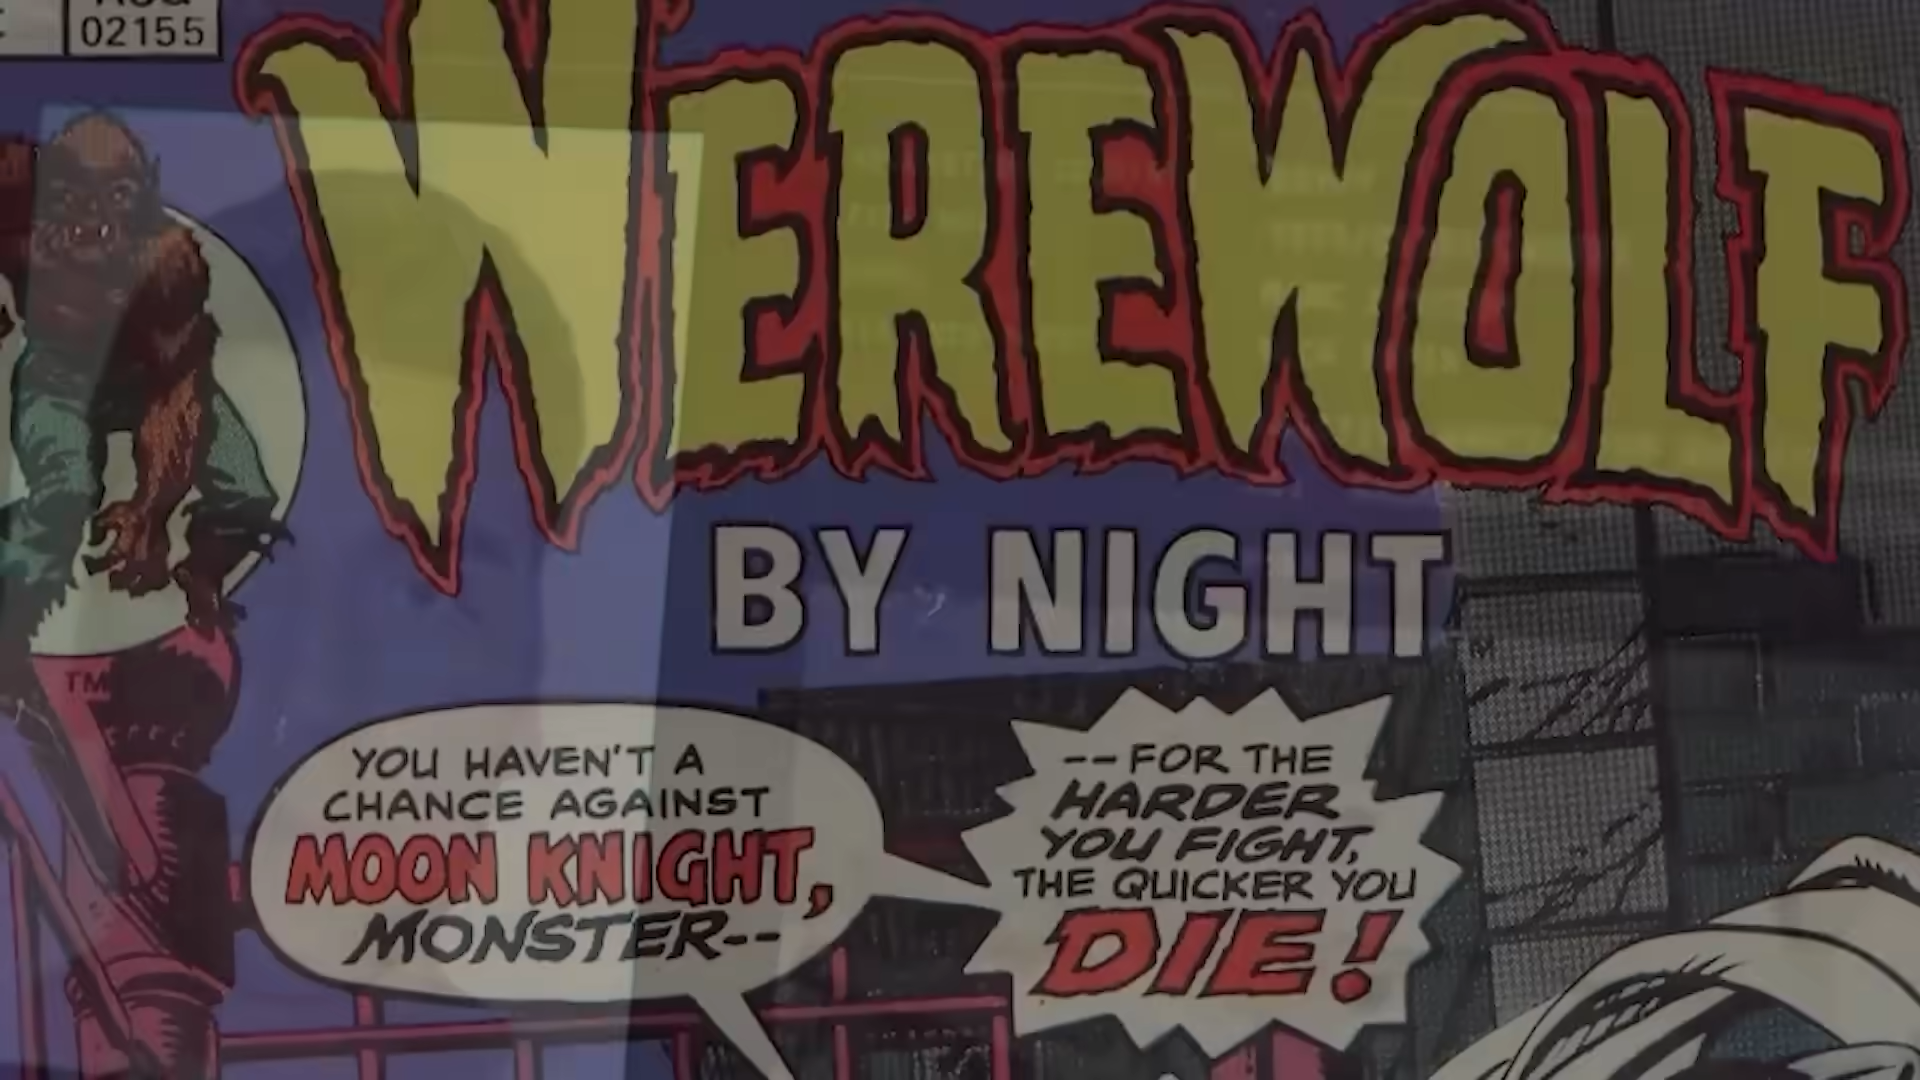 02155
WEREWOLF
BY NIGHT
TM
YOU HAVEN'T A
CHANCE AGAINST
MOON KNIGHT,
MONSTER--
--FOR THE
HARDER
YOU FIGHT,
THE QUICKER YOU
DIE!